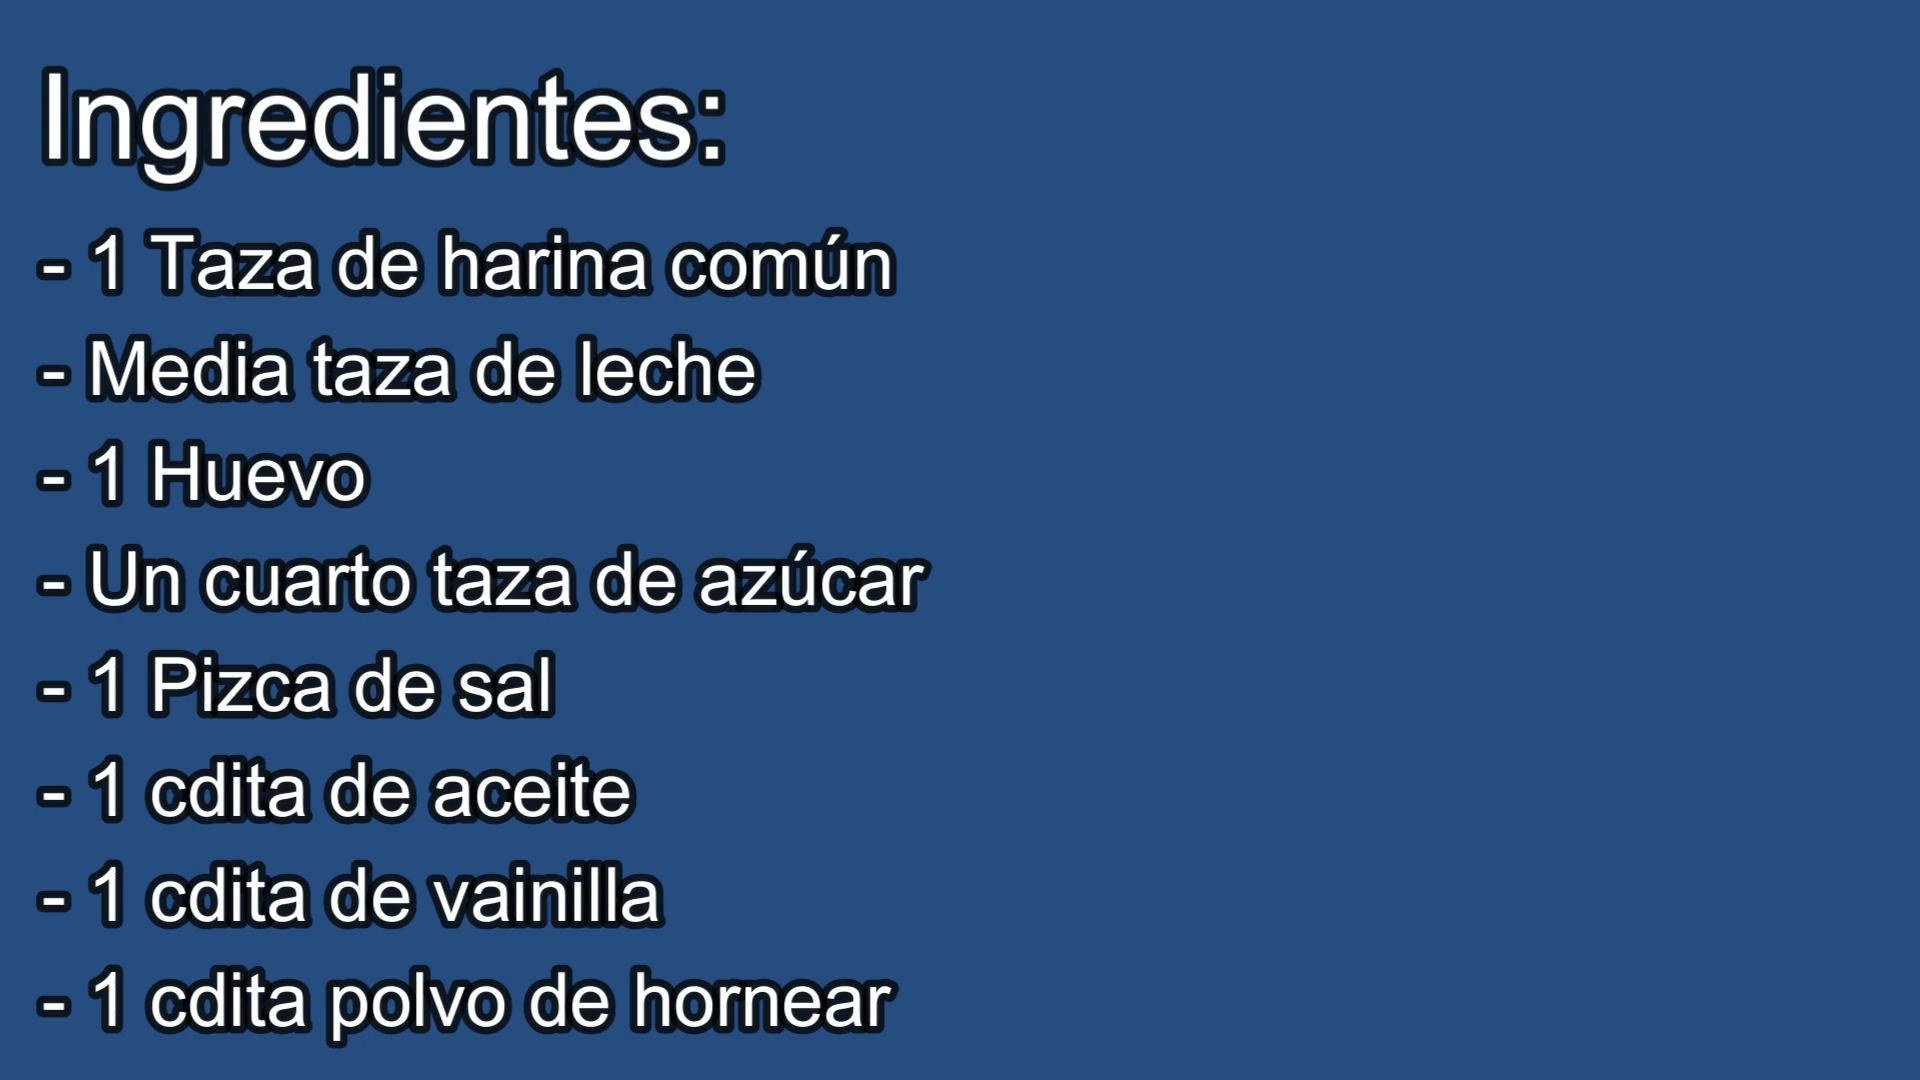 Ingredientes:
- 1 Taza de harina común
- Media taza de leche
- 1 Huevo
- Un cuarto taza de azúcar
- 1 Pizca de sal
- 1 cdita de aceite
- 1 cdita de vainilla
- 1 cdita polvo de hornear